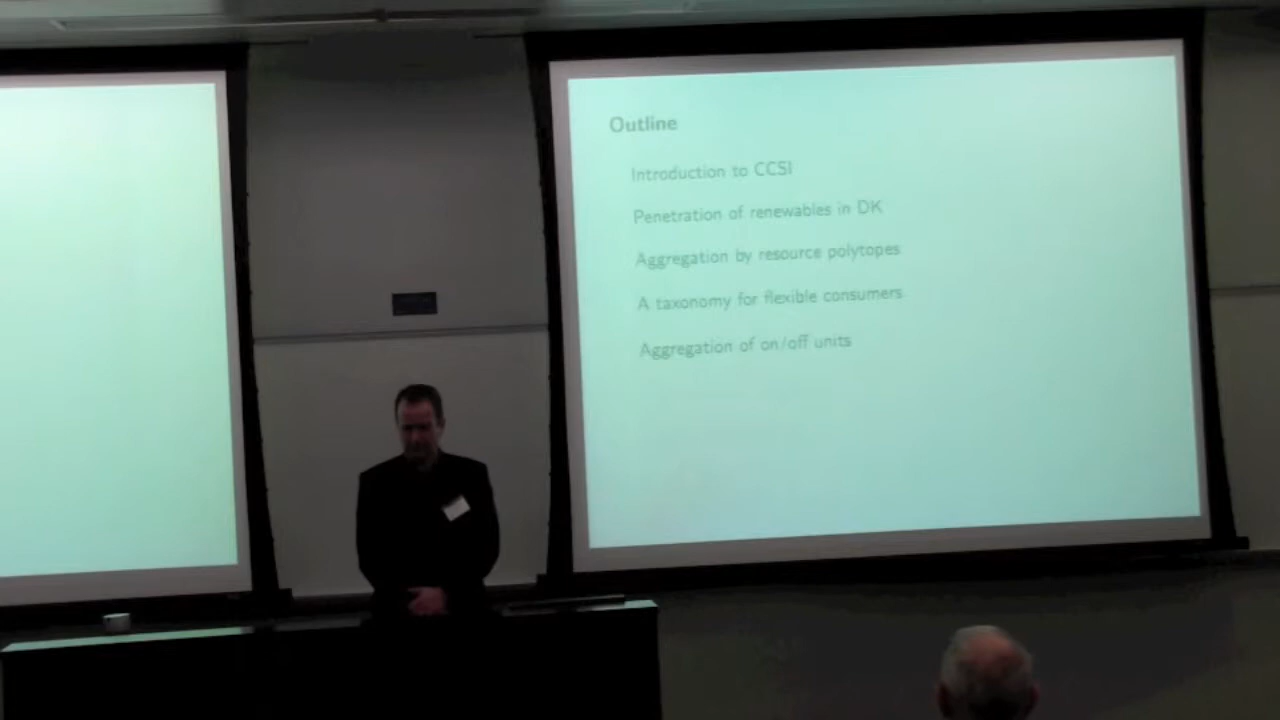 Outline
Introduction to CCSI
Penetration of renewables in DK
Aggregation by resource polytopes
A taxonomy for flexible consumers
Aggregation of on/off units